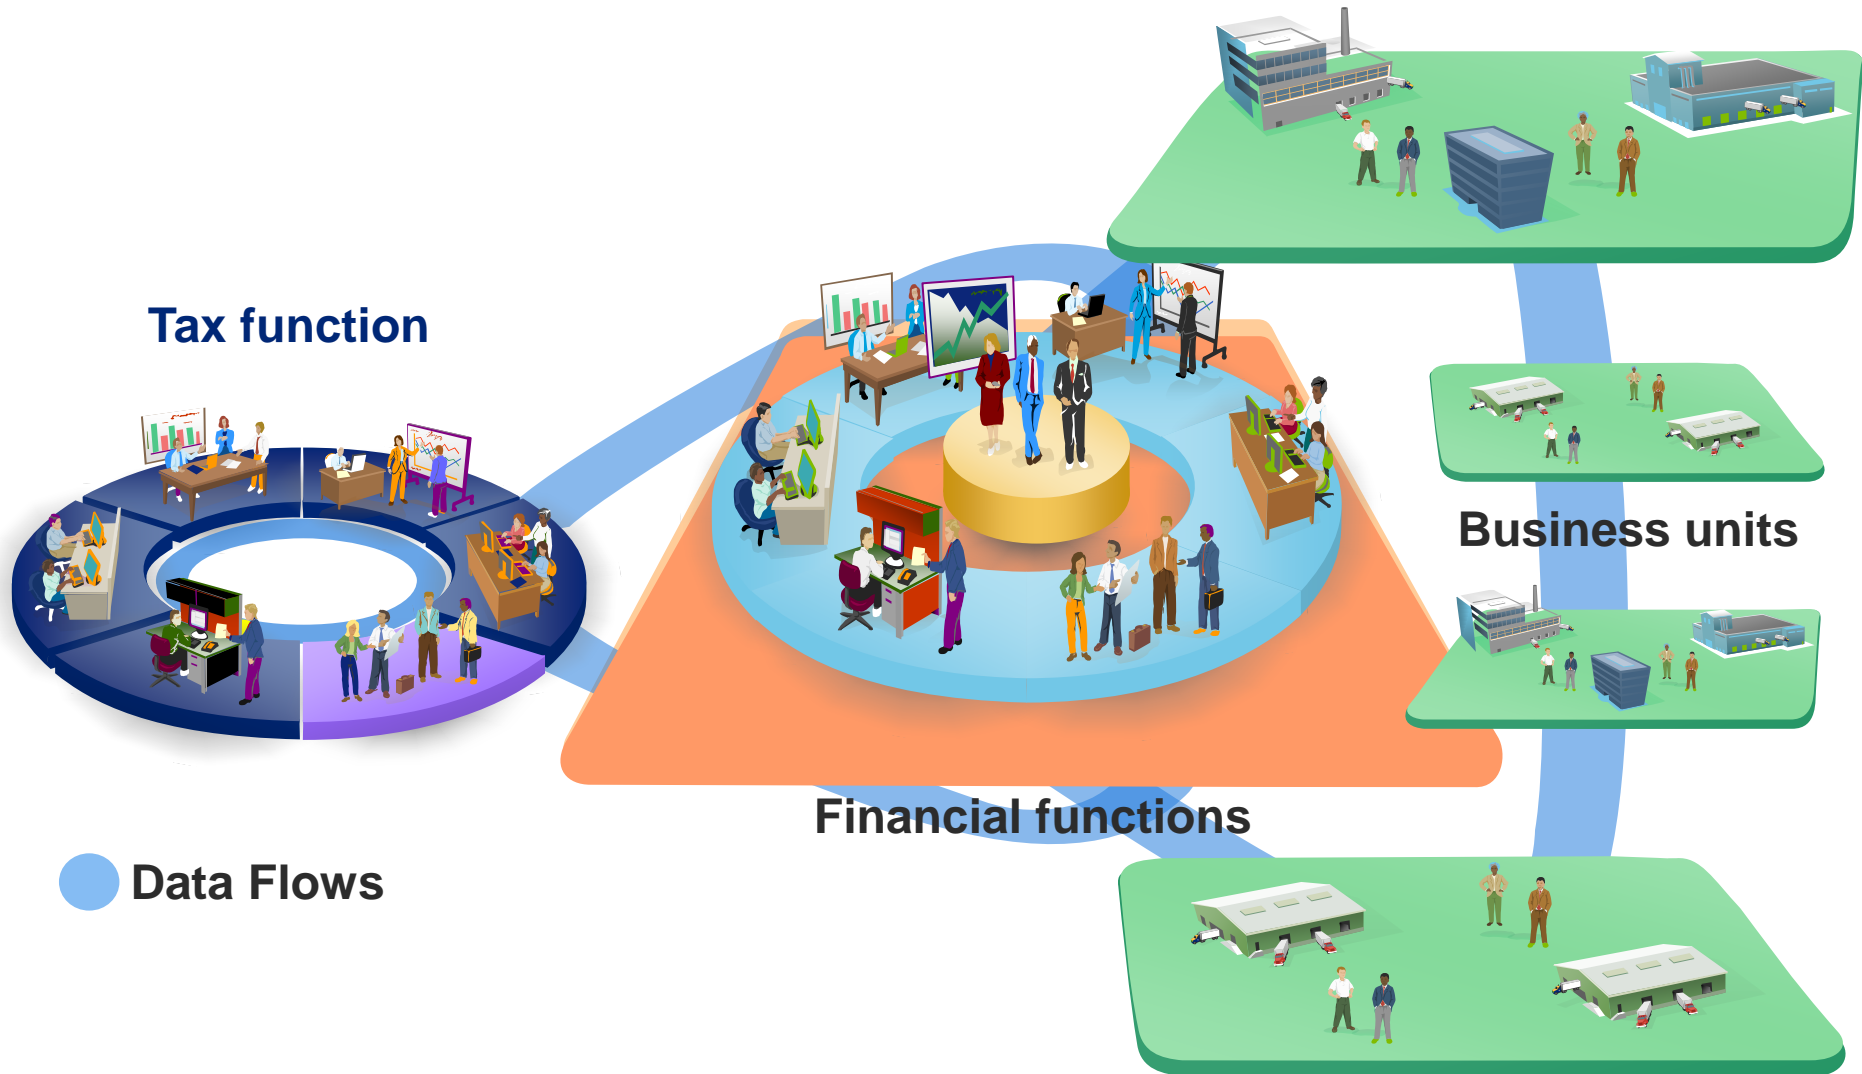 Tax function
Business units
Financial functions
Data Flows